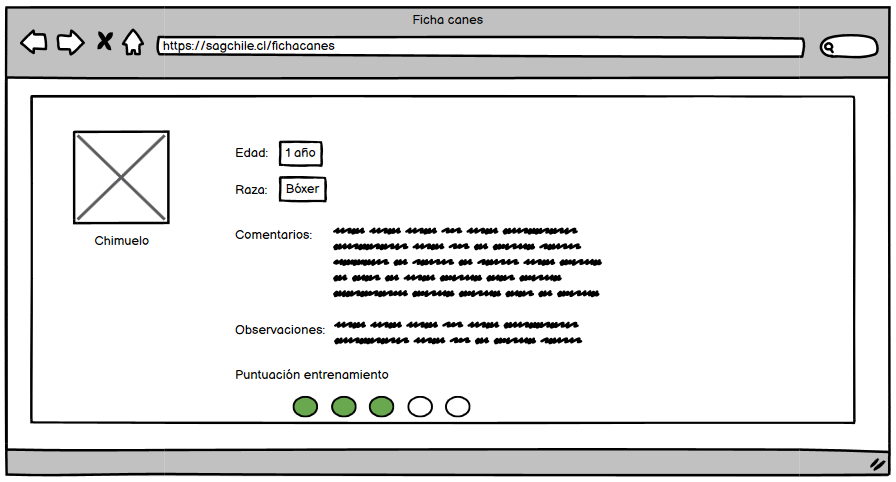 Ficha canes
https://sagchile.cl/fichacanes
Edad: 1 año
Raza: Bóxer
Chimuelo
Comentarios:
Observaciones:
Puntuación entrenamiento